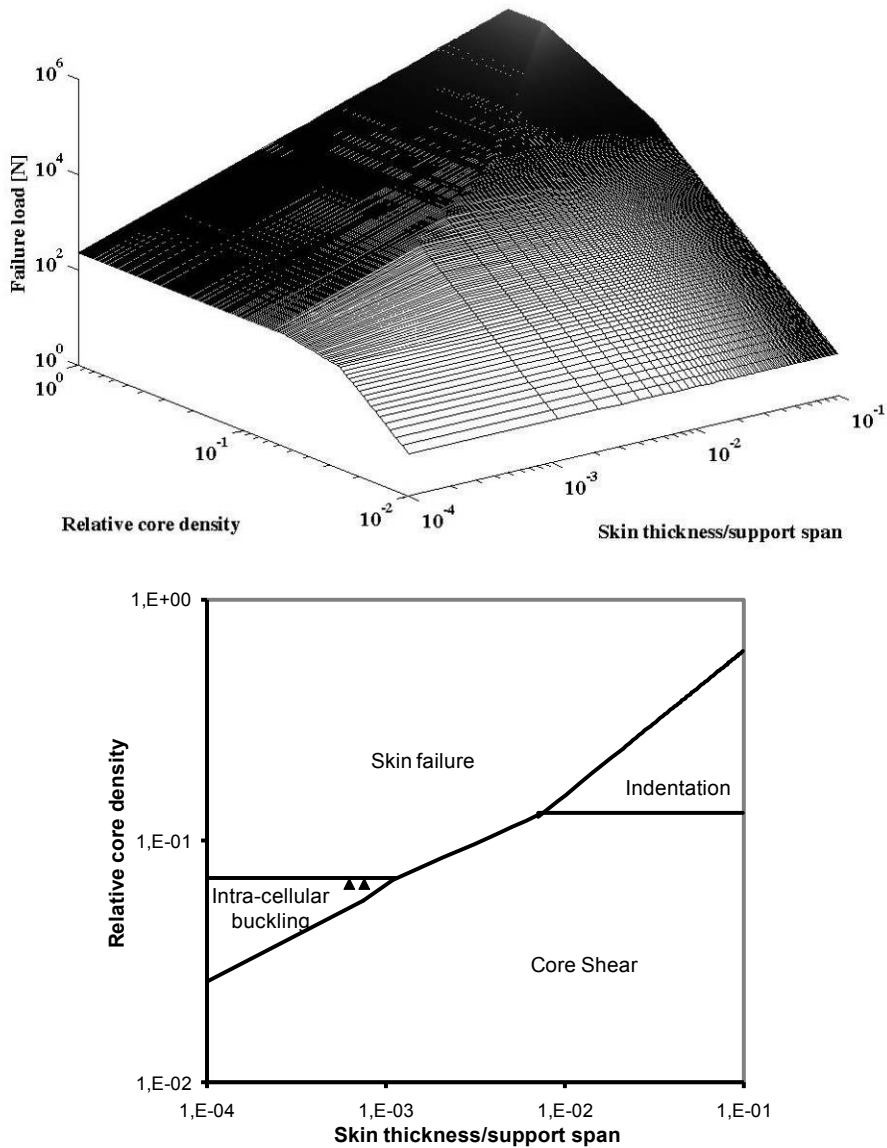 10^6
10^4
10^2
10^0
Failure load [N]
10^0
10^-1
10^-2
Relative core density
10^-4
10^-3
10^-2
10^-1
Skin thickness/support span
1,E+00
1,E-01
1,E-02
Relative core density
Skin failure
Indentation
Intra-cellular
buckling
Core Shear
1,E-04
1,E-03
1,E-02
1,E-01
Skin thickness/support span